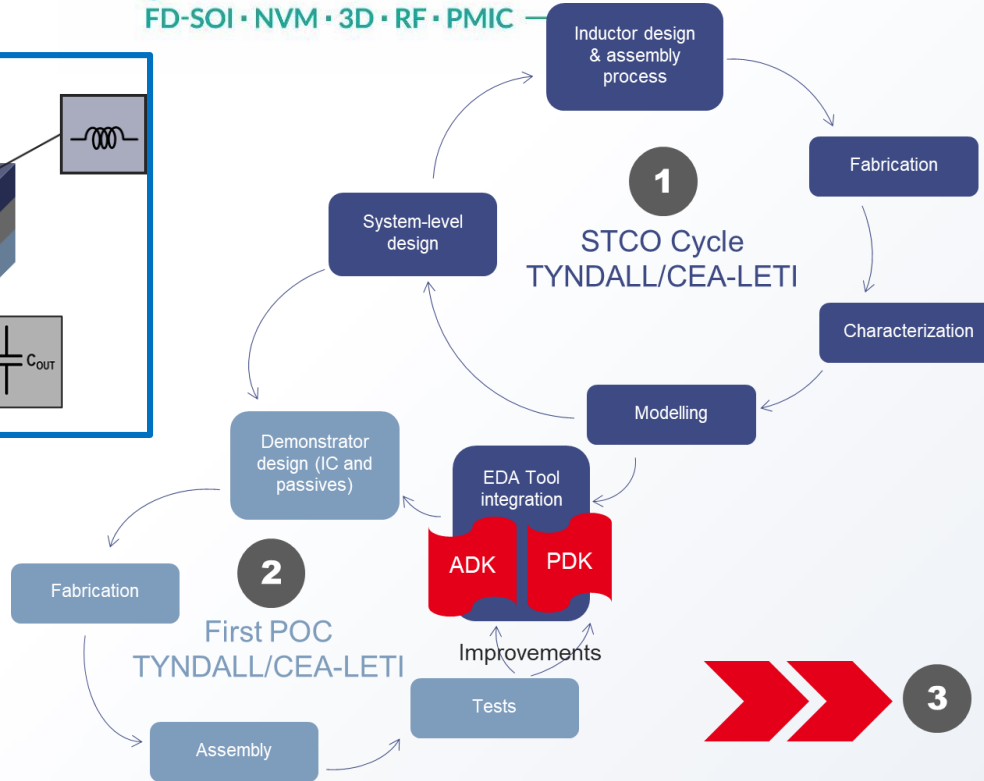 FD-SOI · NVM · 3D · RF · PMIC
Inductor design
& assembly
process
Fabrication
1
STCO Cycle
TYNDALL/CEA-LETI
System-level
design
Characterization
C_OUT
Modelling
Demonstrator
design (IC and
passives)
EDA Tool
integration
ADK
PDK
2
Fabrication
First POC
TYNDALL/CEA-LETI
Improvements
Tests
3
Assembly